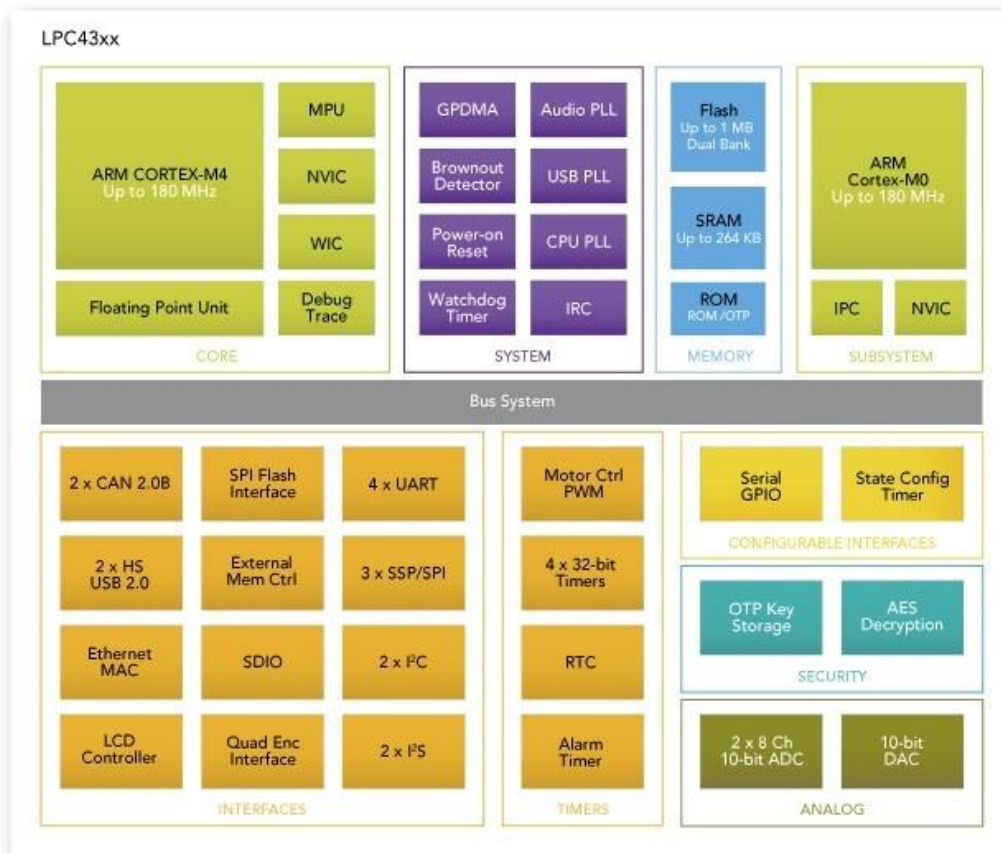 LPC43xx
ARM CORTEX-M4
Up to 180 MHz
MPU
NVIC
WIC
Floating Point Unit
Debug
Trace
CORE
GPDMA
Audio PLL
Brownout
Detector
USB PLL
Power-on
Reset
CPU PLL
Watchdog
Timer
IRC
SYSTEM
Flash
Up to 1 MB
Dual Bank
SRAM
Up to 264 KB
ROM
ROM /OTP
MEMORY
ARM
Cortex-M0
Up to 180 MHz
IPC
NVIC
SUBSYSTEM
Bus System
2 x CAN 2.0B
SPI Flash
Interface
4 x UART
2 x HS
USB 2.0
External
Mem Ctrl
3 x SSP/SPI
Ethernet
MAC
SDIO
2 x I²C
LCD
Controller
Quad Enc
Interface
2 x I²S
INTERFACES
Motor Ctrl
PWM
4 x 32-bit
Timers
RTC
Alarm
Timer
TIMERS
Serial
GPIO
State Config
Timer
CONFIGURABLE INTERFACES
OTP Key
Storage
AES
Decryption
SECURITY
2 x 8 Ch
10-bit ADC
10-bit
DAC
ANALOG